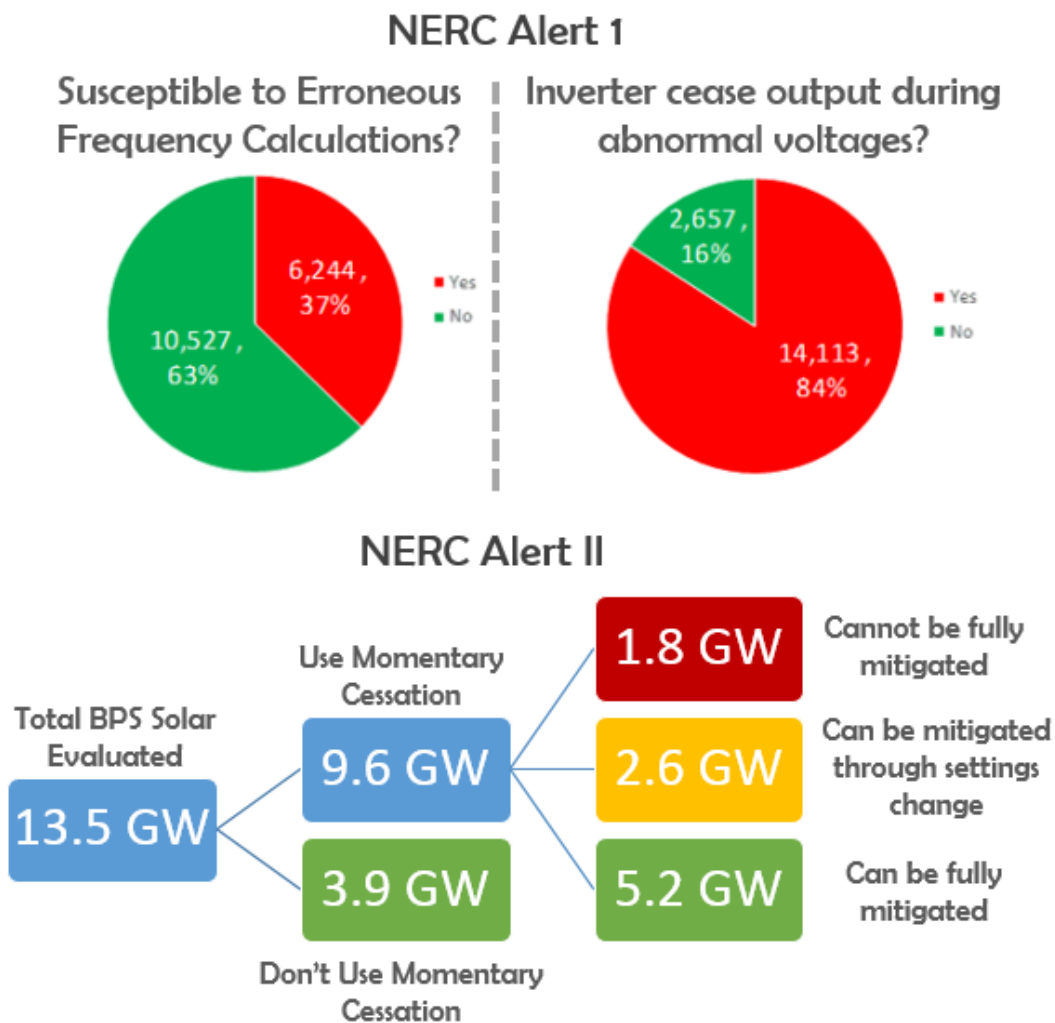 NERC Alert 1
Susceptible to Erroneous
Frequency Calculations?
6,244 ,
37%
10,527 ,
63%
Yes
No
Inverter cease output during
abnormal voltages?
2,657 ,
16%
14,113 ,
84%
Yes
No
NERC Alert II
Total BPS Solar
Evaluated
13.5 GW
Use Momentary
Cessation
9.6 GW
3.9 GW
Don't Use Momentary
Cessation
1.8 GW
Cannot be fully
mitigated
2.6 GW
Can be mitigated
through settings
change
5.2 GW
Can be fully
mitigated